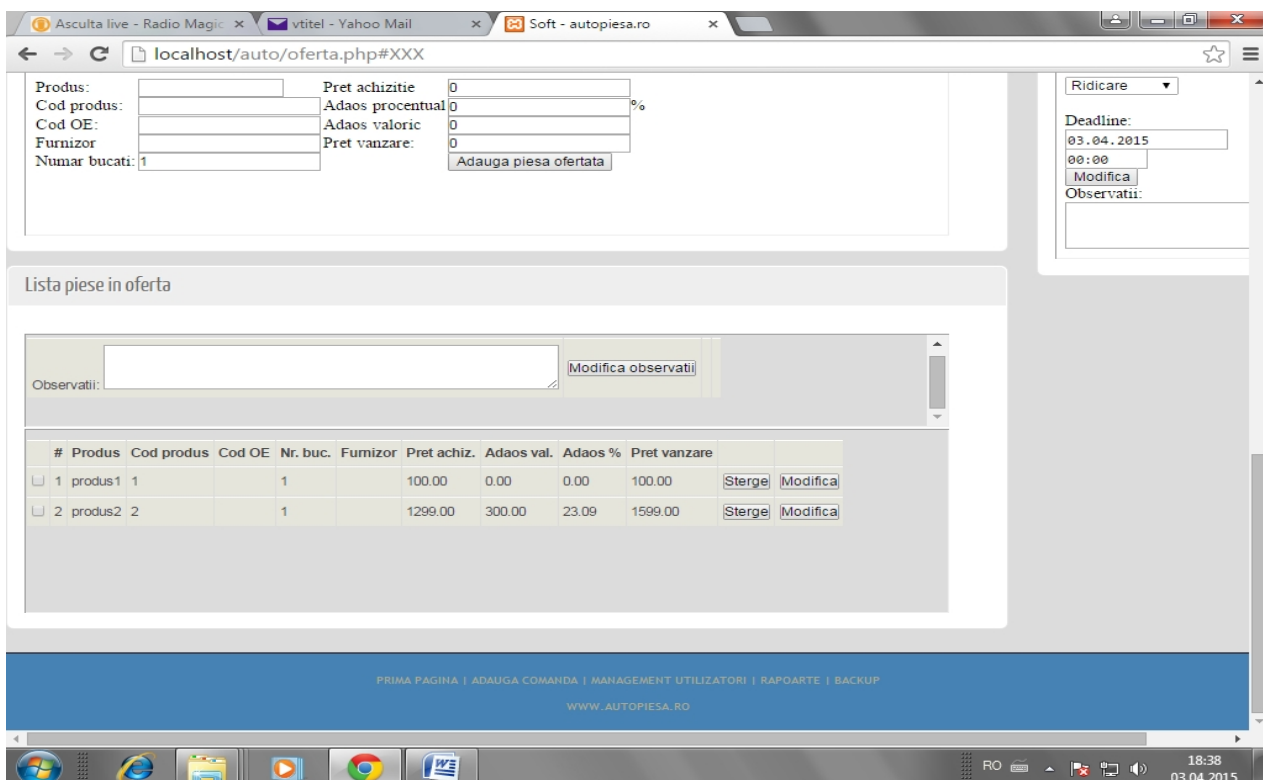 Asculta live - Radio Magic vtitel - Yahoo Mail Soft - autopiesa.ro
localhost/auto/oferta.php#XXX
Produs: Pret achizitie 0
Cod produs: Adaos procentual 0 %
Cod OE: Adaos valoric 0
Furnizor Pret vanzare: 0
Numar bucati: 1 Adauga piesa ofertata
Ridicare
Deadline:
03.04.2015
00:00
Modifica
Observatii:
Lista piese in oferta
Observatii: Modifica observatii
# Produs Cod produs Cod OE Nr. buc. Furnizor Pret achiz. Adaos val. Adaos % Pret vanzare
1 produs1 1 1 100.00 0.00 0.00 100.00 Sterge Modifica
2 produs2 2 1 1299.00 300.00 23.09 1599.00 Sterge Modifica
PRIMA PAGINA | ADAUGA COMANDA | MANAGEMENT UTILIZATORI | RAPOARTE | BACKUP
WWW.AUTOPIESA.RO
RO 18:38
03.04.2015